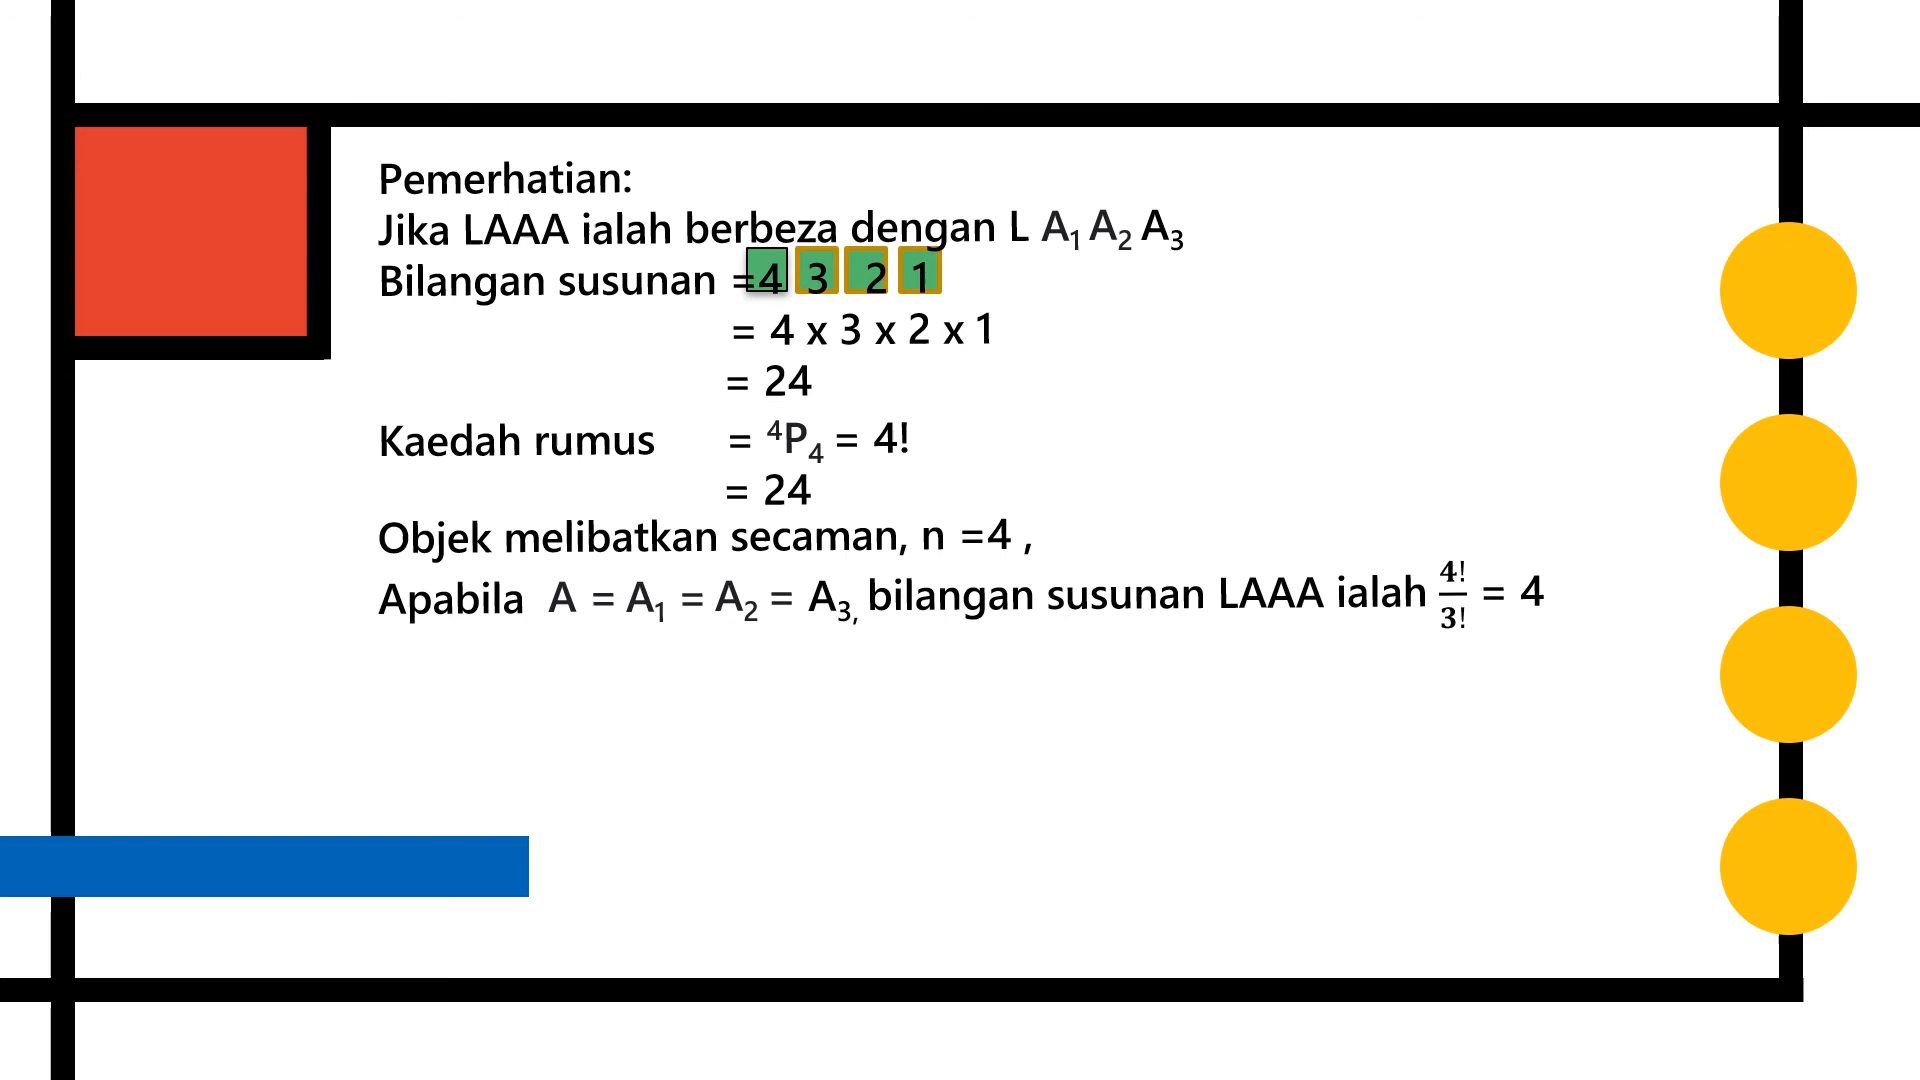 Pemerhatian:
Jika LAAA ialah berbeza dengan L A₁ A₂ A₃
Bilangan susunan =4 3 2 1
= 4 x 3 x 2 x 1
= 24
Kaedah rumus = ⁴P₄ = 4!
= 24
Objek melibatkan secaman, n =4 ,
Apabila A = A₁ = A₂ = A₃, bilangan susunan LAAA ialah 4!/3! = 4